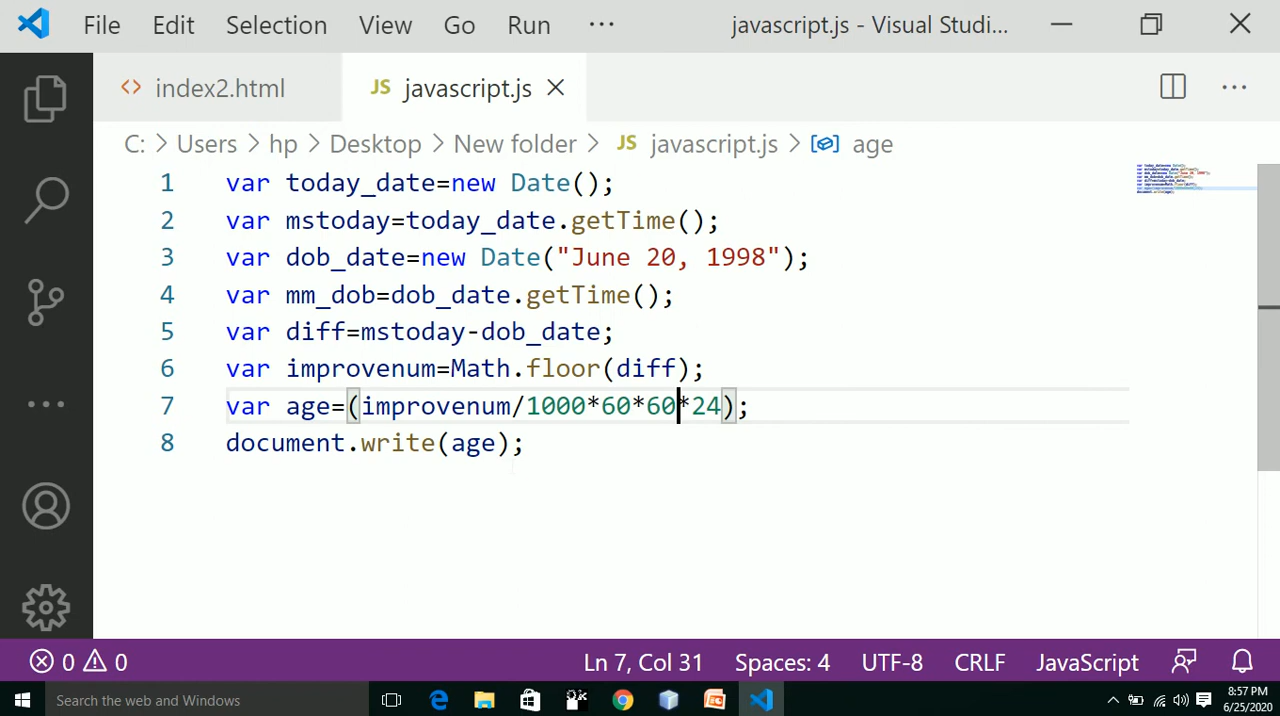 File Edit Selection View Go Run ··· javascript.js - Visual Studi...
<> index2.html JS javascript.js
C: > Users > hp > Desktop > New folder > JS javascript.js > age
1 var today_date=new Date();
2 var mstoday=today_date.getTime();
3 var dob_date=new Date("June 20, 1998");
4 var mm_dob=dob_date.getTime();
5 var diff=mstoday-dob_date;
6 var improvenum=Math.floor(diff);
7 var age=(improvenum/1000*60*60*24);
8 document.write(age);
0 0 Ln 7, Col 31 Spaces: 4 UTF-8 CRLF JavaScript
Search the web and Windows
8:57 PM
6/25/2020